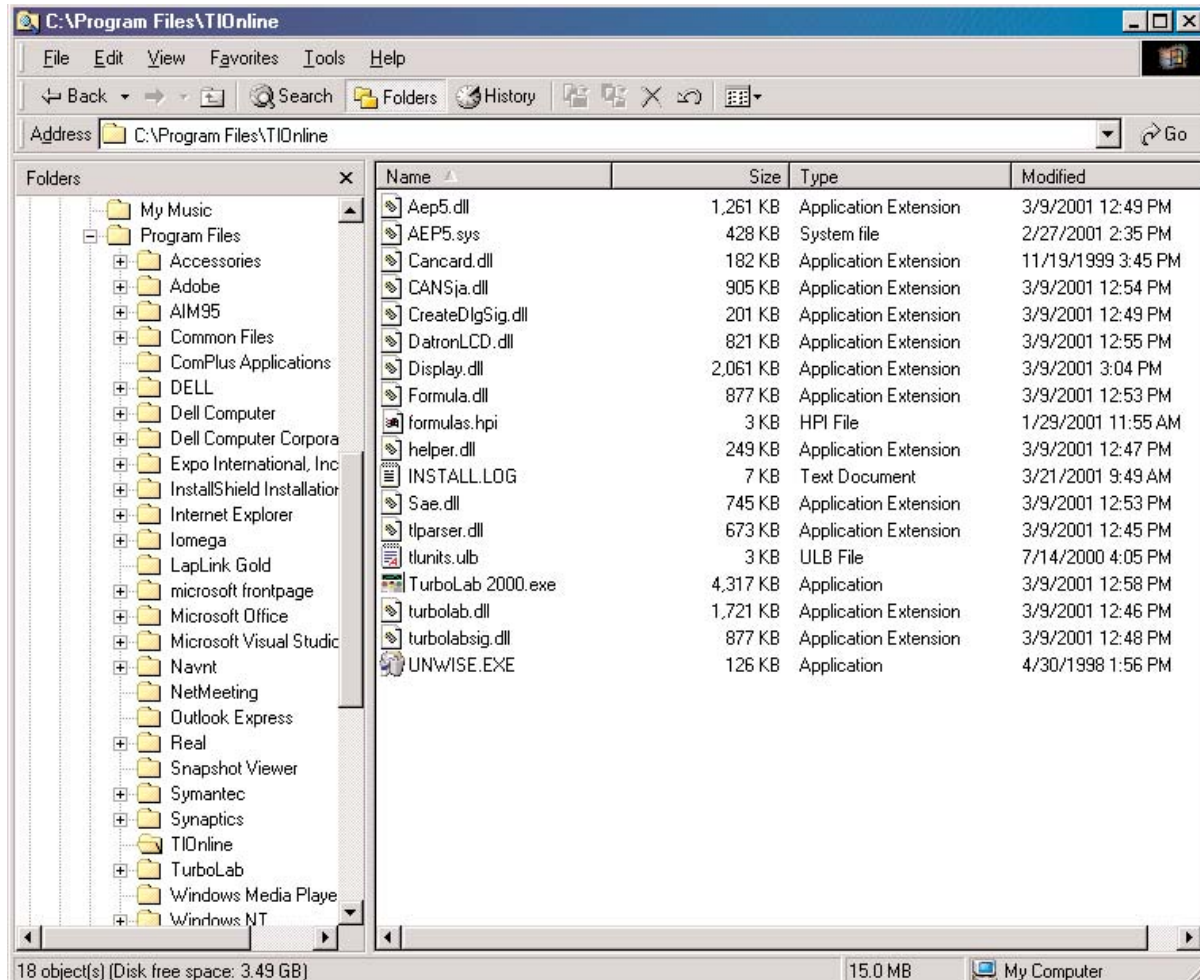 C:\Program Files\TlOnline
File Edit View Favorites Tools Help
Back Search Folders History
Address C:\Program Files\TlOnline Go
Folders
My Music
Program Files
Accessories
Adobe
AIM95
Common Files
ComPlus Applications
DELL
Dell Computer
Dell Computer Corpora
Expo International, Inc
InstallShield Installation
Internet Explorer
Iomega
LapLink Gold
microsoft frontpage
Microsoft Office
Microsoft Visual Studic
Navnt
NetMeeting
Outlook Express
Real
Snapshot Viewer
Symantec
Synaptics
TlOnline
TurboLab
Windows Media Playe
Windows NT
Name Size Type Modified
Aep5.dll 1,261 KB Application Extension 3/9/2001 12:49 PM
AEP5.sys 428 KB System file 2/27/2001 2:35 PM
Cancard.dll 182 KB Application Extension 11/19/1999 3:45 PM
CANSja.dll 905 KB Application Extension 3/9/2001 12:54 PM
CreateDlgSig.dll 201 KB Application Extension 3/9/2001 12:49 PM
DatronLCD.dll 821 KB Application Extension 3/9/2001 12:55 PM
Display.dll 2,061 KB Application Extension 3/9/2001 3:04 PM
Formula.dll 877 KB Application Extension 3/9/2001 12:53 PM
formulas.hpi 3 KB HPI File 1/29/2001 11:55 AM
helper.dll 249 KB Application Extension 3/9/2001 12:47 PM
INSTALL.LOG 7 KB Text Document 3/21/2001 9:49 AM
Sae.dll 745 KB Application Extension 3/9/2001 12:53 PM
tlparser.dll 673 KB Application Extension 3/9/2001 12:45 PM
tlunits.ulb 3 KB ULB File 7/14/2000 4:05 PM
TurboLab 2000.exe 4,317 KB Application 3/9/2001 12:58 PM
turbolab.dll 1,721 KB Application Extension 3/9/2001 12:46 PM
turbolabsig.dll 877 KB Application Extension 3/9/2001 12:48 PM
UNWISE.EXE 126 KB Application 4/30/1998 1:56 PM
18 object(s) (Disk free space: 3.49 GB) 15.0 MB My Computer